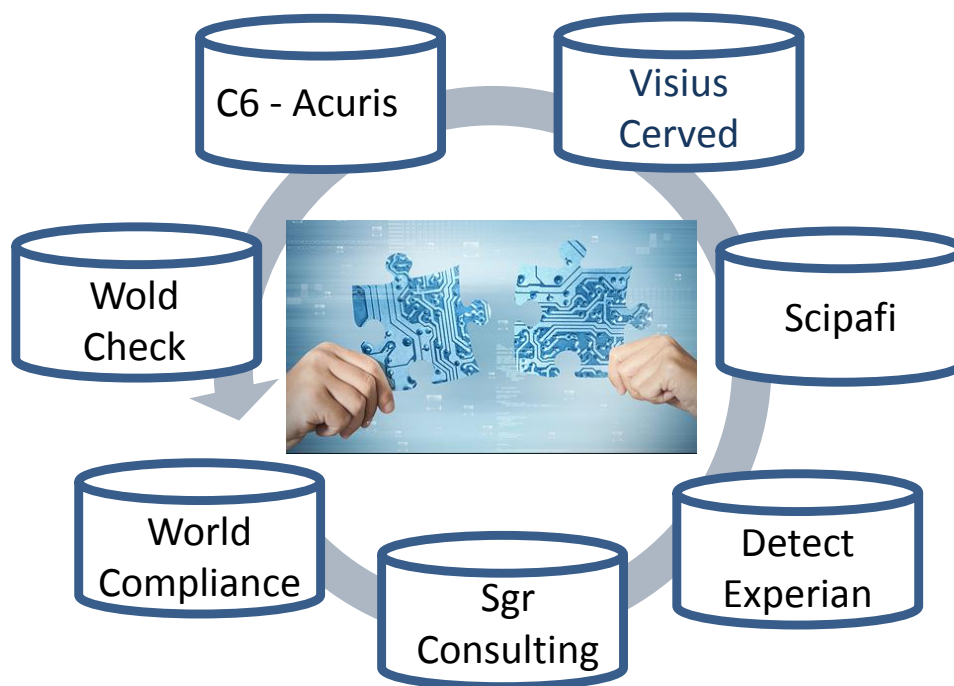 C6 - Acuris
Visius
Cerved
Wold
Check
Scipafi
World
Compliance
Detect
Experian
Sgr
Consulting